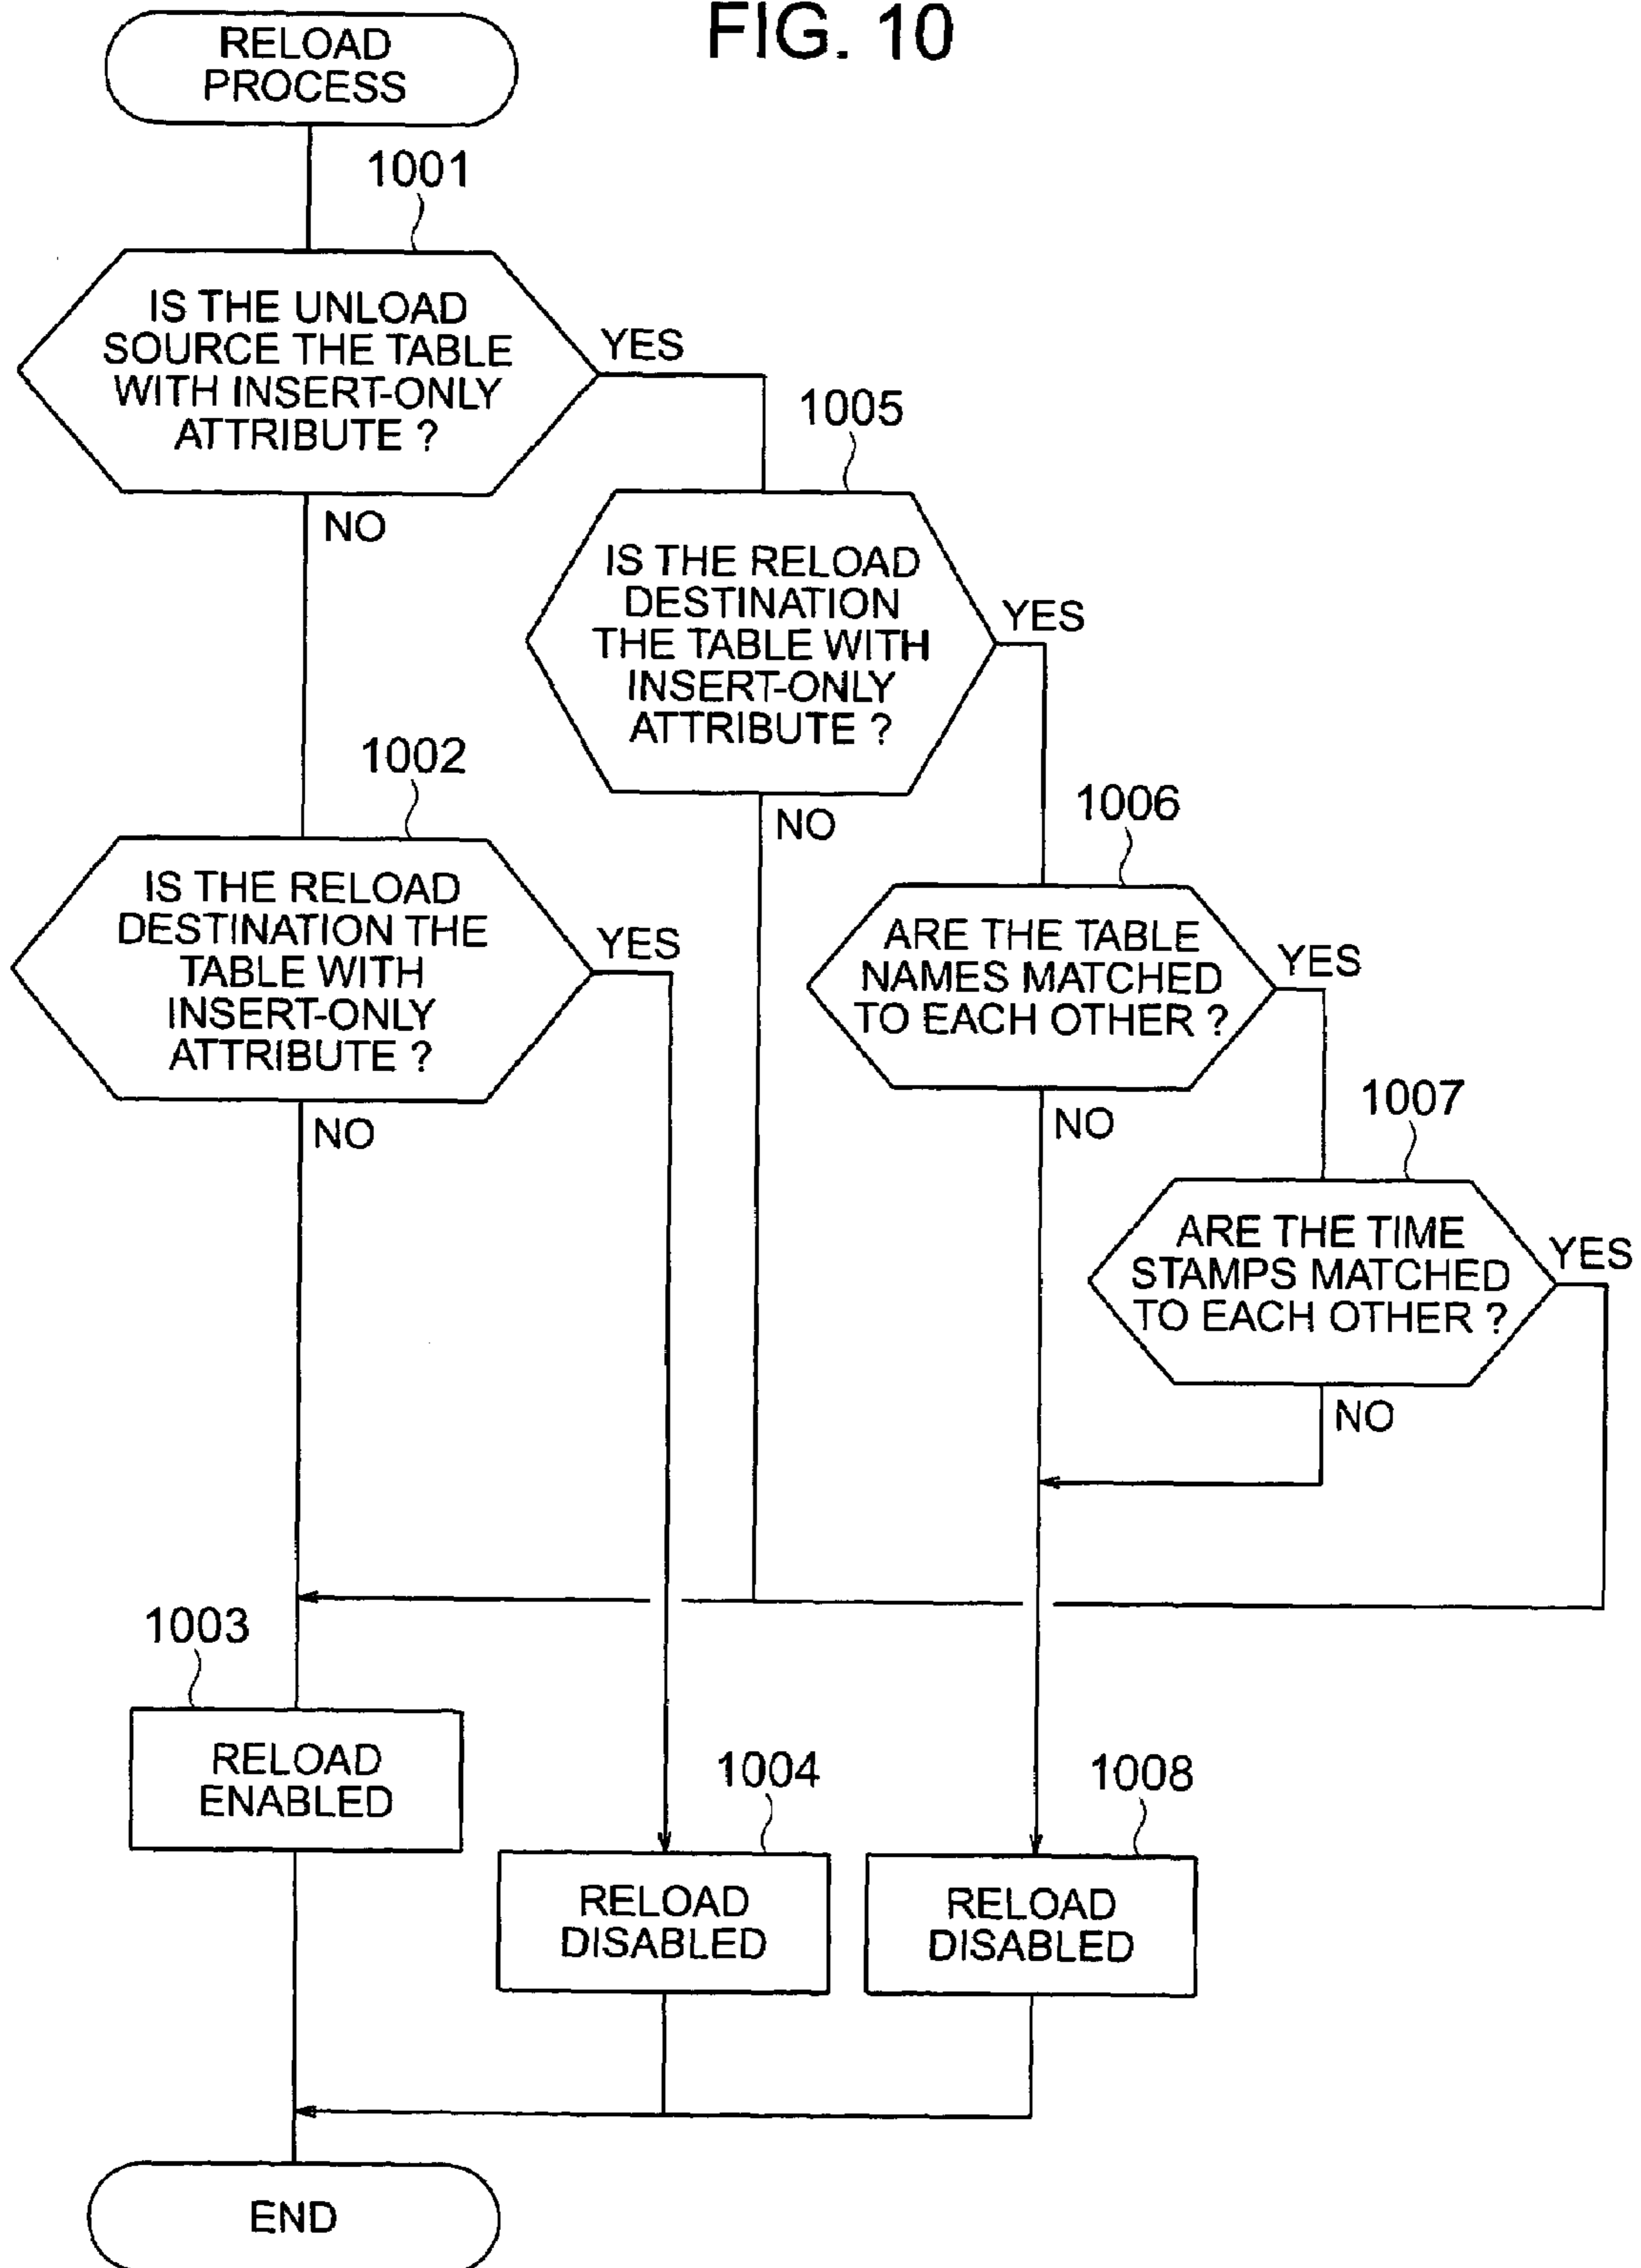 FIG. 10
RELOAD
PROCESS
1001
IS THE UNLOAD
SOURCE THE TABLE
WITH INSERT-ONLY
ATTRIBUTE ?
YES
NO
1005
IS THE RELOAD
DESTINATION
THE TABLE WITH
INSERT-ONLY
ATTRIBUTE ?
YES
NO
1002
IS THE RELOAD
DESTINATION THE
TABLE WITH
INSERT-ONLY
ATTRIBUTE ?
YES
NO
1006
ARE THE TABLE
NAMES MATCHED
TO EACH OTHER ?
YES
NO
1007
ARE THE TIME
STAMPS MATCHED
TO EACH OTHER ?
YES
NO
1003
RELOAD
ENABLED
1004
RELOAD
DISABLED
1008
RELOAD
DISABLED
END